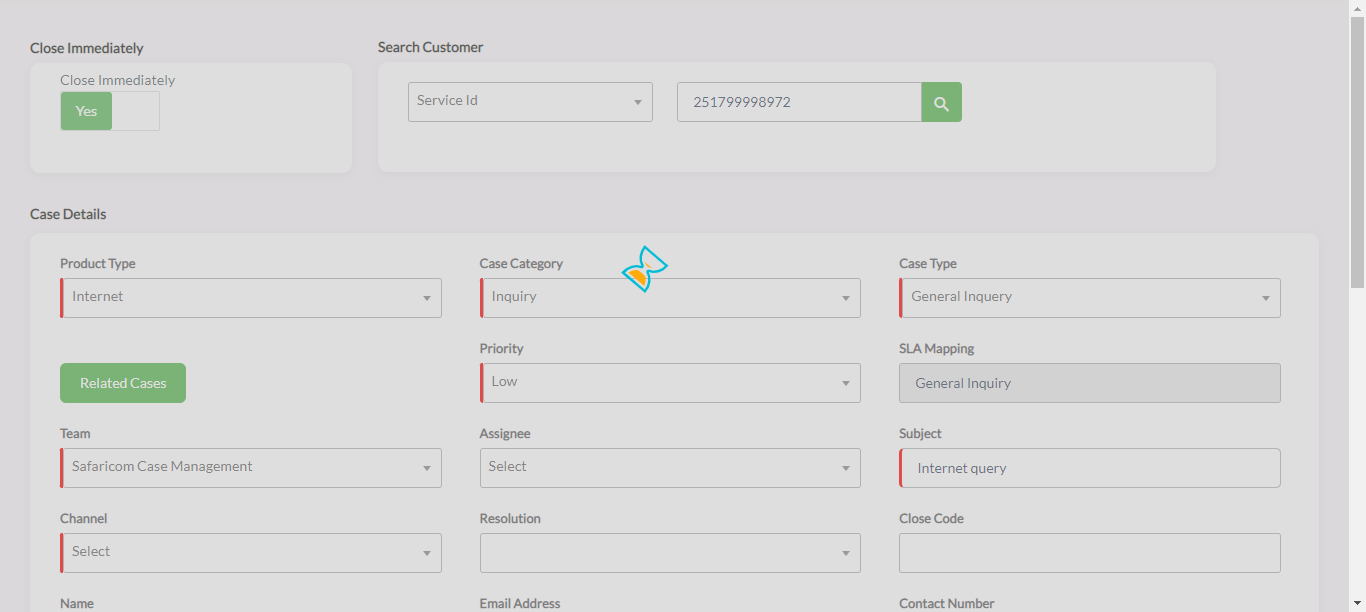 Close Immediately
Search Customer
Close Immediately
Yes
Service Id
251799998972
Case Details
Product Type
Case Category
Case Type
Internet
Inquiry
General Inquery
Priority
SLA Mapping
Related Cases
Low
General Inquiry
Team
Assignee
Subject
Safaricom Case Management
Select
Internet query
Channel
Resolution
Close Code
Select
Name
Email Address
Contact Number